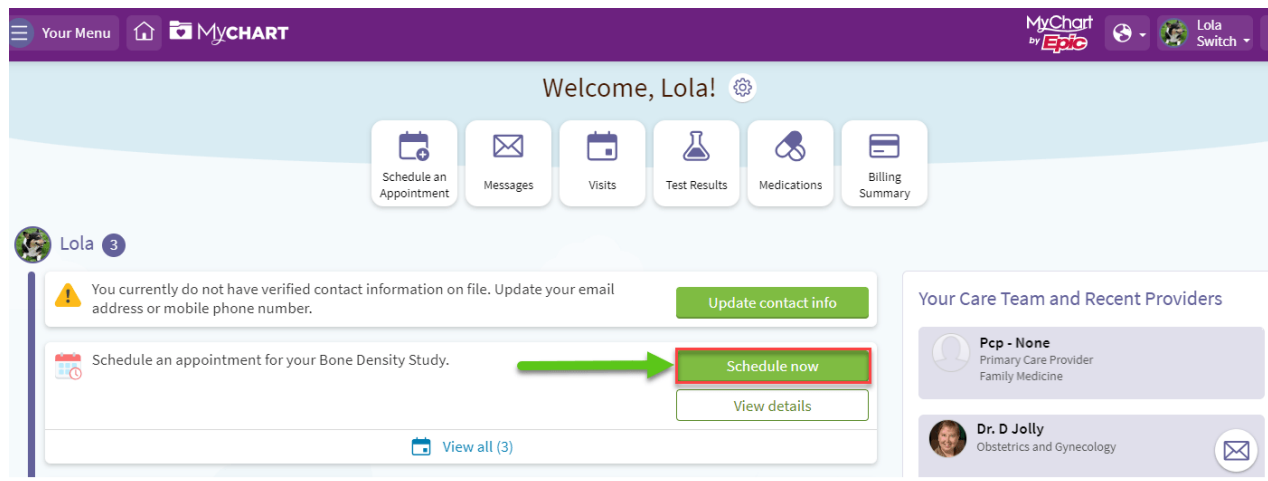 Your Menu
MyCHART
MyChart
by Epic
Lola
Switch
Welcome, Lola!
Schedule an
Appointment
Messages
Visits
Test Results
Medications
Billing
Summary
Lola 3
You currently do not have verified contact information on file. Update your email
address or mobile phone number.
Update contact info
Schedule an appointment for your Bone Density Study.
Schedule now
View details
View all (3)
Your Care Team and Recent Providers
Pcp - None
Primary Care Provider
Family Medicine
Dr. D Jolly
Obstetrics and Gynecology